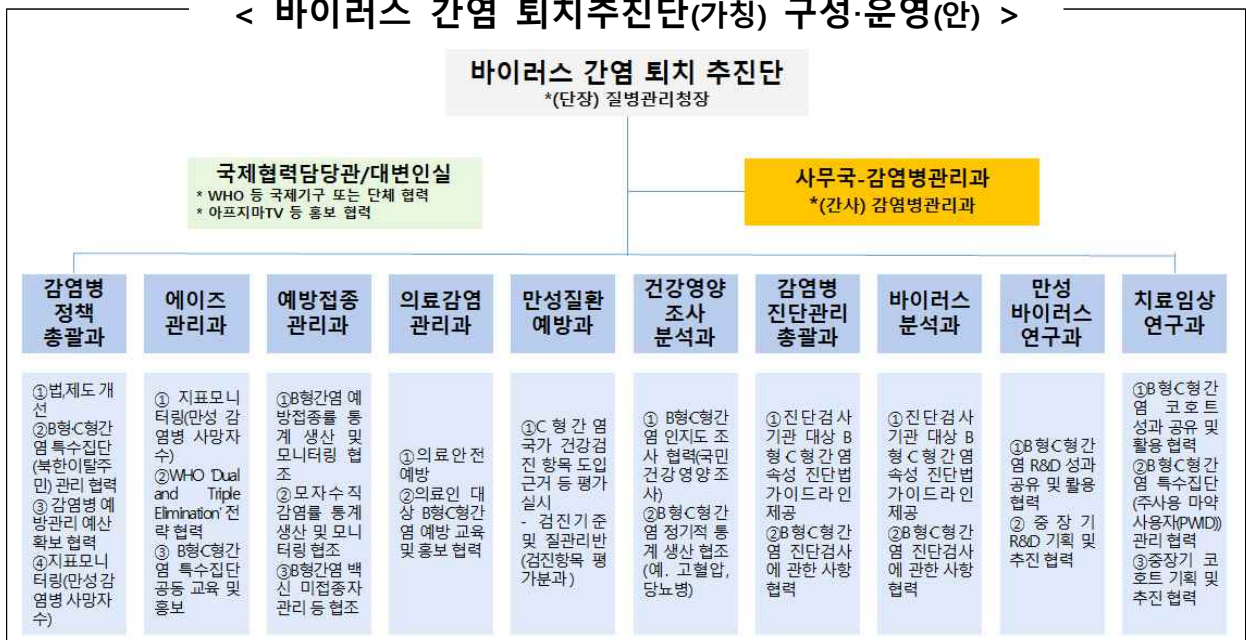 < 바이러스 간염 퇴치추진단(가칭) 구성·운영(안) >
바이러스 간염 퇴치 추진단
*(단장) 질병관리청장
국제협력담당관/대변인실
* WHO 등 국제기구 또는 단체 협력
* 아프지마TV 등 홍보 협력
사무국-감염병관리과
*(간사) 감염병관리과
감염병
정책
총괄과
①법,제도 개
선
②B형·C형간
염 특수집단
(북한이탈주
민) 관리 협력
③ 감염병 예
방관리 예산
확보 협력
④지표모니
터링(만성 감
염병 사망자
수)
에이즈
관리과
① 지표모니
터링(만성 감
염병 사망자
수)
②WHO 'Dual
and Triple
Elimination' 전
략 협력
③ B형·C형간
염 특수집단
공동 교육 및
홍보
예방접종
관리과
①B형간염 예
방접종률 통
계 생산 및
모니터링 협
조
②모자수직
감염률 통계
생산 및 모니
터링 협조
③B형간염 백
신 미접종자
관리 등 협조
의료감염
관리과
①의료안전
예방
②의료인 대
상 B형·C형간
염 예방 교육
및 홍보 협력
만성질환
예방과
①C 형 간 염
국가 건강검
진 항목 도입
근거 등 평가
실시
- 검진기준
및 질관리반
(검진항목 평
가분과)
건강영양
조사
분석과
① B형·C형간
염 인지도 조
사 협력(국민
건강영양조
사)
②B형·C형간
염 정기적 통
계 생산 협조
(예. 고혈압,
당뇨병)
감염병
진단관리
총괄과
①진단검사
기관 대상 B
형·C형간염
속성 진단법
가이드라인
제공
②B형·C형간
염 진단검사
에 관한 사항
협력
바이러스
분석과
①진단검사
기관 대상 B
형·C형간염
속성 진단법
가이드라인
제공
②B형·C형간
염 진단검사
에 관한 사항
협력
만성
바이러스
연구과
①B형·C형간
염 R&D 성과
공유 및 활용
협력
② 중 장 기
R&D 기획 및
추진 협력
치료임상
연구과
①B형·C형간
염 코호트
성과 공유 및
활용 협력
②B형·C형간
염 특수집단
(주사용 마약
사용자(PWID))
관리 협력
③중장기 코
호트 기획 및
추진 협력